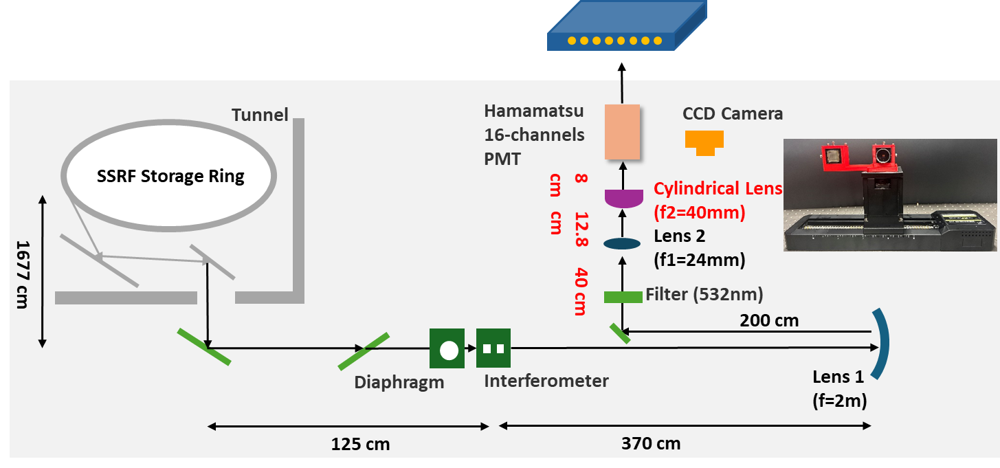 Tunnel
SSRF Storage Ring
1677 cm
Hamamatsu
16-channels
PMT
CCD Camera
8
cm
Cylindrical Lens
(f2=40mm)
12.8
cm
Lens 2
(f1=24mm)
40 cm
Filter (532nm)
200 cm
Diaphragm
Interferometer
Lens 1
(f=2m)
125 cm
370 cm